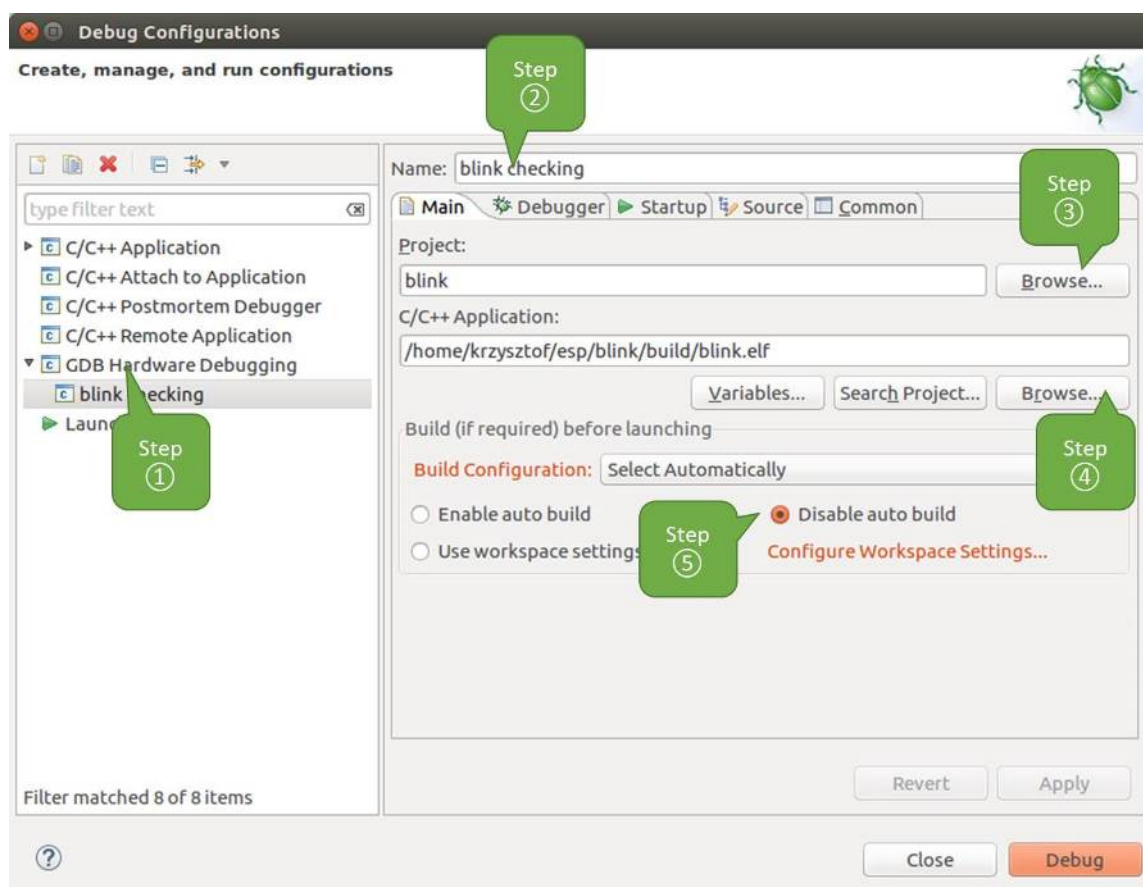 Debug Configurations
Create, manage, and run configurations
Step
②
Name: blink checking
Step
③
type filter text
Main Debugger Startup Source Common
C/C++ Application
C/C++ Attach to Application
C/C++ Postmortem Debugger
C/C++ Remote Application
GDB Hardware Debugging
blink checking
Step
①
Project:
blink Browse...
C/C++ Application:
/home/krzysztof/esp/blink/build/blink.elf
Variables... Search Project... Browse...
Step
④
Build (if required) before launching
Build Configuration: Select Automatically
Enable auto build Disable auto build
Step
⑤
Use workspace settings Configure Workspace Settings...
Filter matched 8 of 8 items
Revert Apply
Close Debug